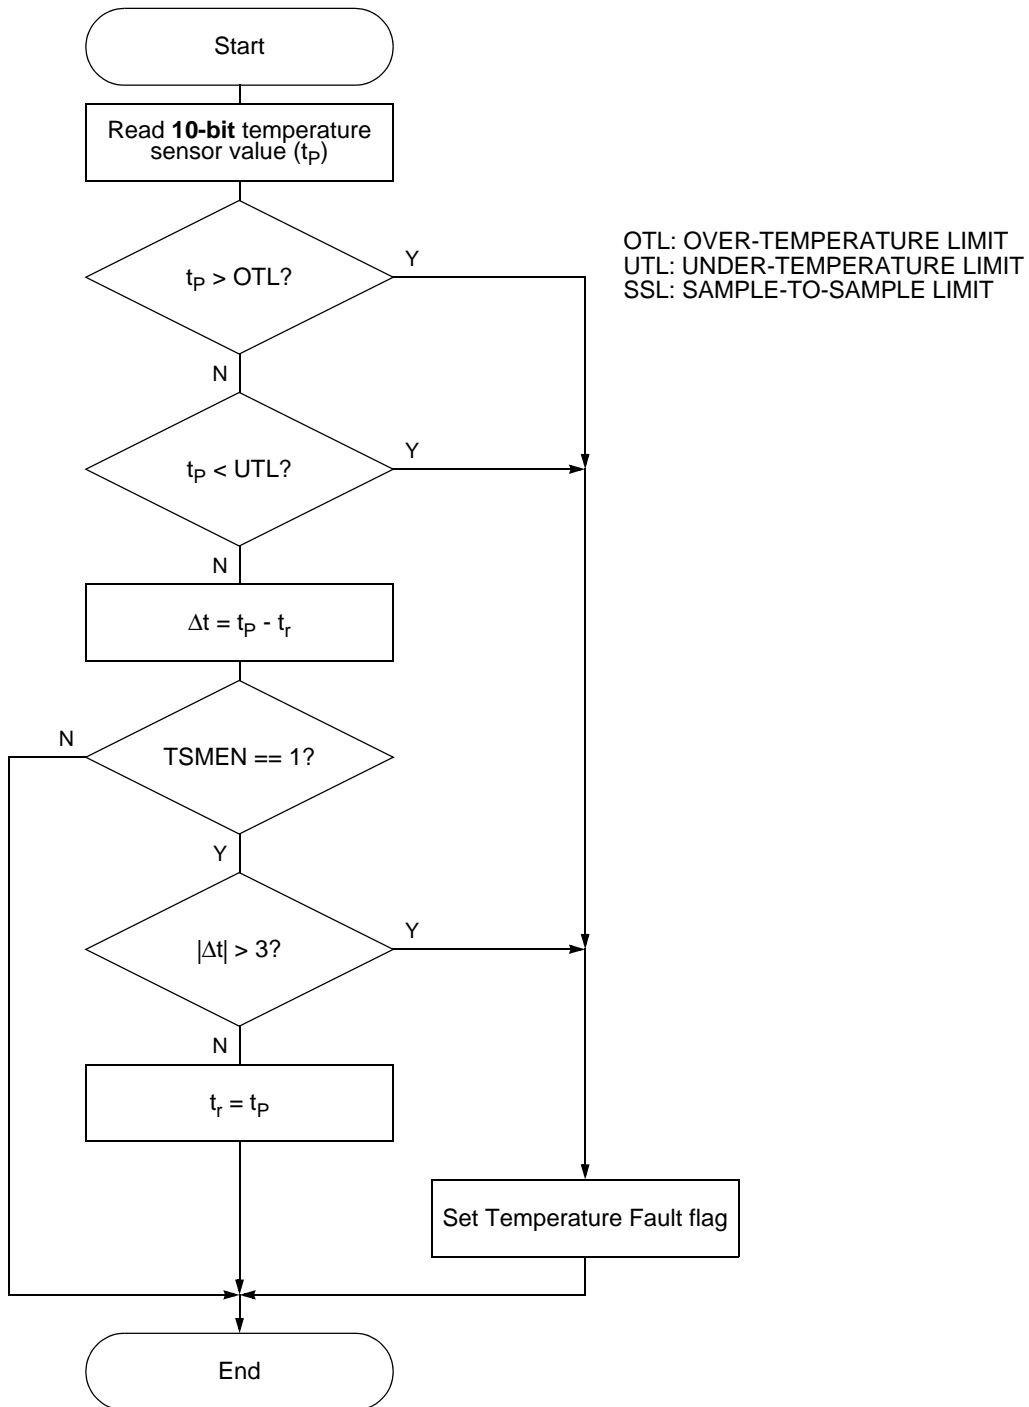 Start
Read 10-bit temperature
sensor value (tP)
OTL: OVER-TEMPERATURE LIMIT
UTL: UNDER-TEMPERATURE LIMIT
SSL: SAMPLE-TO-SAMPLE LIMIT
Y
tP > OTL?
N
Y
tP < UTL?
N
Δt = tP - tr
N
TSMEN == 1?
Y
Y
|Δt| > 3?
N
tr = tP
Set Temperature Fault flag
End